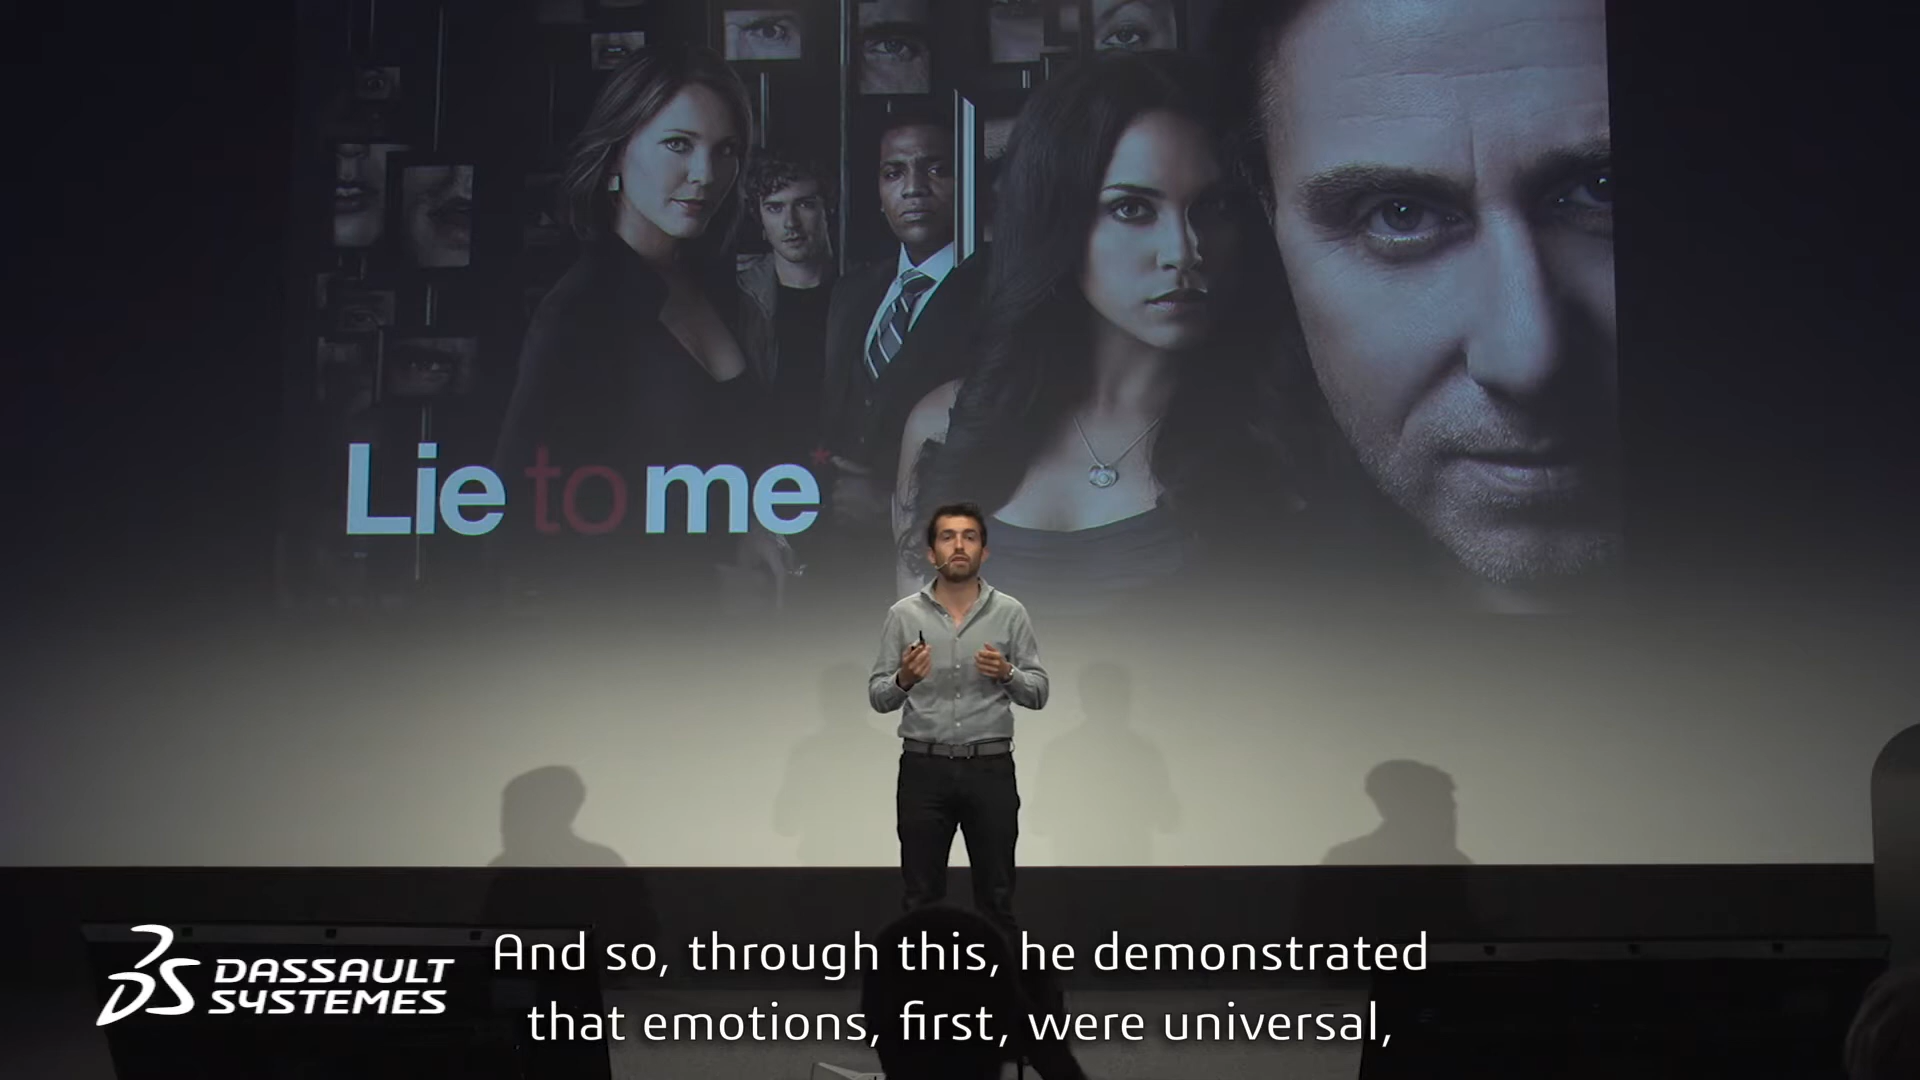 Lie to me*
DASSAULT
SYSTEMES
And so, through this, he demonstrated
that emotions, first, were universal,